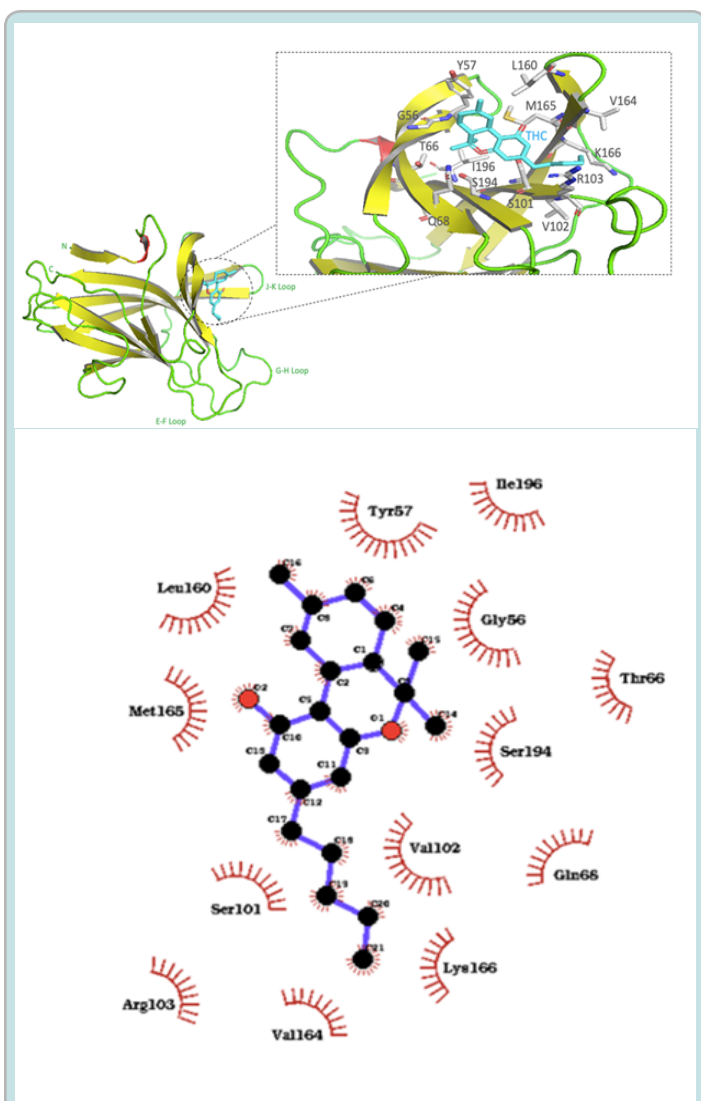 Y57
L160
G56
M165
V164
THC
T66
I196
K166
S194
R103
S101
Q68
V102
N
C
J-K Loop
G-H Loop
E-F Loop
Ile196
Tyr57
C16
C6
Leu160
C8
C4
Gly56
C7
C15
C1
C2
Thr66
O2
C5
C14
Met165
O1
C10
C3
Ser194
C13
C11
C12
C17
C18
Val102
Gln68
C19
Ser101
C20
C21
Lys166
Arg103
Val164